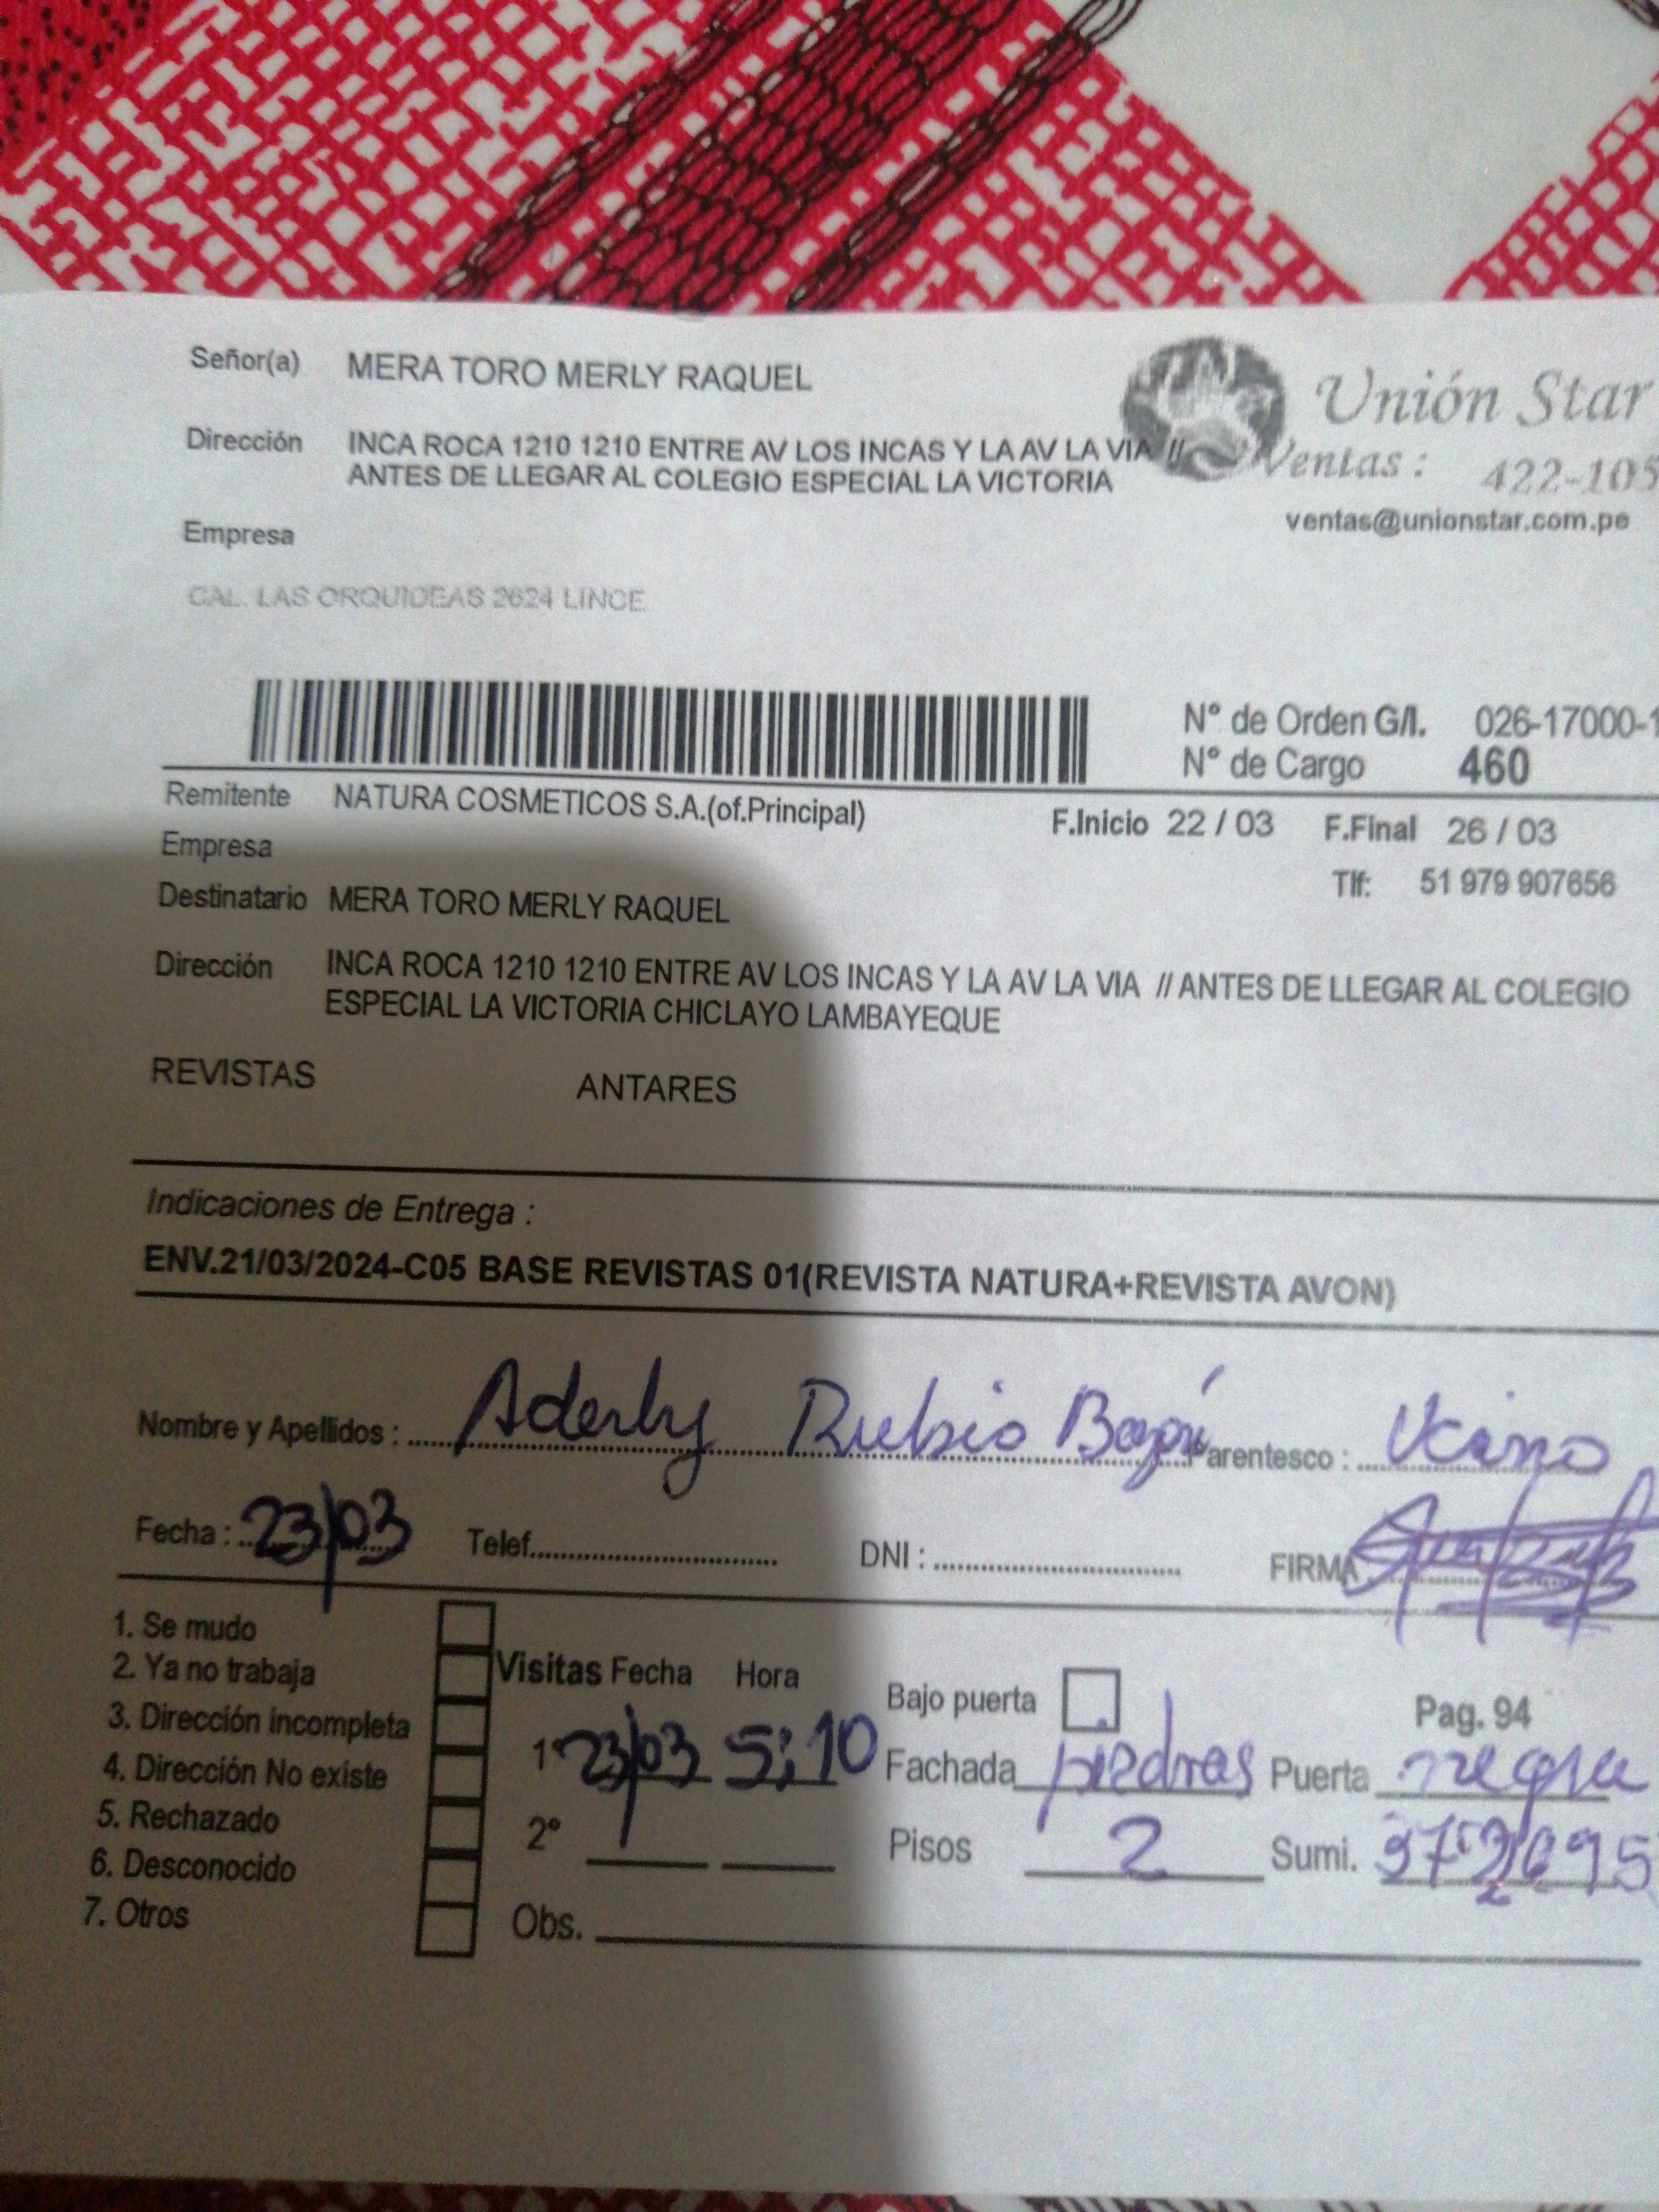 Señor(a) MERA TORO MERLY RAQUEL
Unión Star
Dirección INCA ROCA 1210 1210 ENTRE AV LOS INCAS Y LA AV LA VIA //
ANTES DE LLEGAR AL COLEGIO ESPECIAL LA VICTORIA
Ventas : 422-105
ventas@unionstar.com.pe
Empresa
CAL. LAS ORQUIDEAS 2624 LINCE
N° de Orden G/I. 026-17000-1
N° de Cargo 460
Remitente NATURA COSMETICOS S.A.(of.Principal) F.Inicio 22 / 03 F.Final 26 / 03
Empresa
Tlf: 51 979 907656
Destinatario MERA TORO MERLY RAQUEL
Dirección INCA ROCA 1210 1210 ENTRE AV LOS INCAS Y LA AV LA VIA // ANTES DE LLEGAR AL COLEGIO
ESPECIAL LA VICTORIA CHICLAYO LAMBAYEQUE
REVISTAS ANTARES
Indicaciones de Entrega :
ENV.21/03/2024-C05 BASE REVISTAS 01(REVISTA NATURA+REVISTA AVON)
Nombre y Apellidos : Aderly Rubio Parentesco :
Fecha : 23/03 Telef. DNI : FIRMA
1. Se mudo
2. Ya no trabaja
3. Dirección incompleta
4. Dirección No existe
5. Rechazado
6. Desconocido
7. Otros
Visitas Fecha Hora
1° 23/03 5:10
2°
Obs.
Bajo puerta Pag. 94
Fachada piedras Puerta negra
Pisos 2 Sumi.